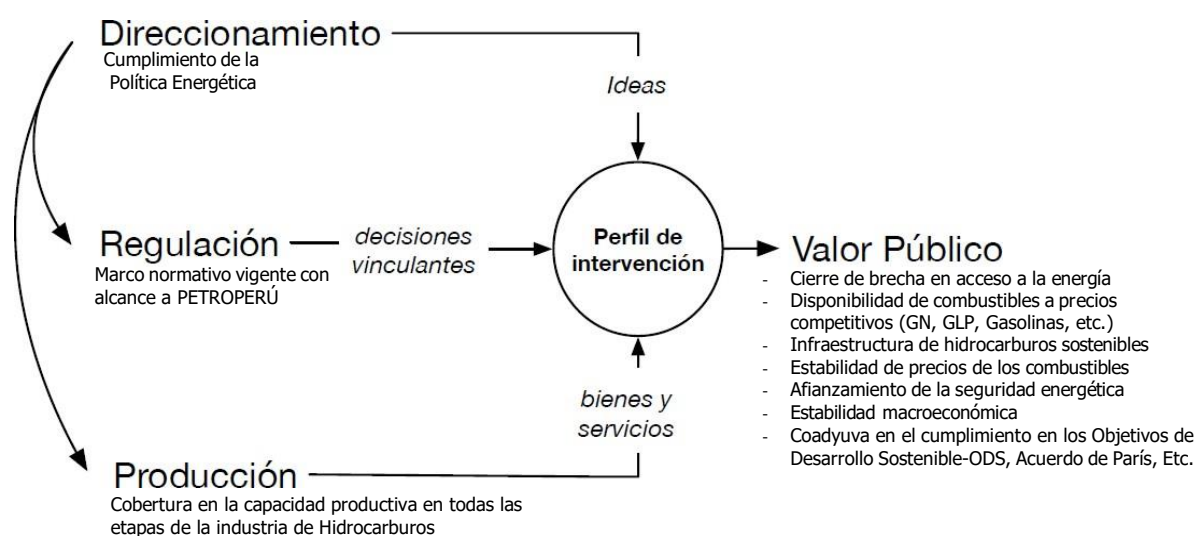 Direccionamiento
Cumplimiento de la
Política Energética
Ideas
Regulación
Marco normativo vigente con
alcance a PETROPERÚ
decisiones
vinculantes
Perfil de
intervención
Valor Público
- Cierre de brecha en acceso a la energía
- Disponibilidad de combustibles a precios
competitivos (GN, GLP, Gasolinas, etc.)
- Infraestructura de hidrocarburos sostenibles
- Estabilidad de precios de los combustibles
- Afianzamiento de la seguridad energética
- Estabilidad macroeconómica
- Coadyuva en el cumplimiento en los Objetivos de
Desarrollo Sostenible-ODS, Acuerdo de París, Etc.
bienes y
servicios
Producción
Cobertura en la capacidad productiva en todas las
etapas de la industria de Hidrocarburos